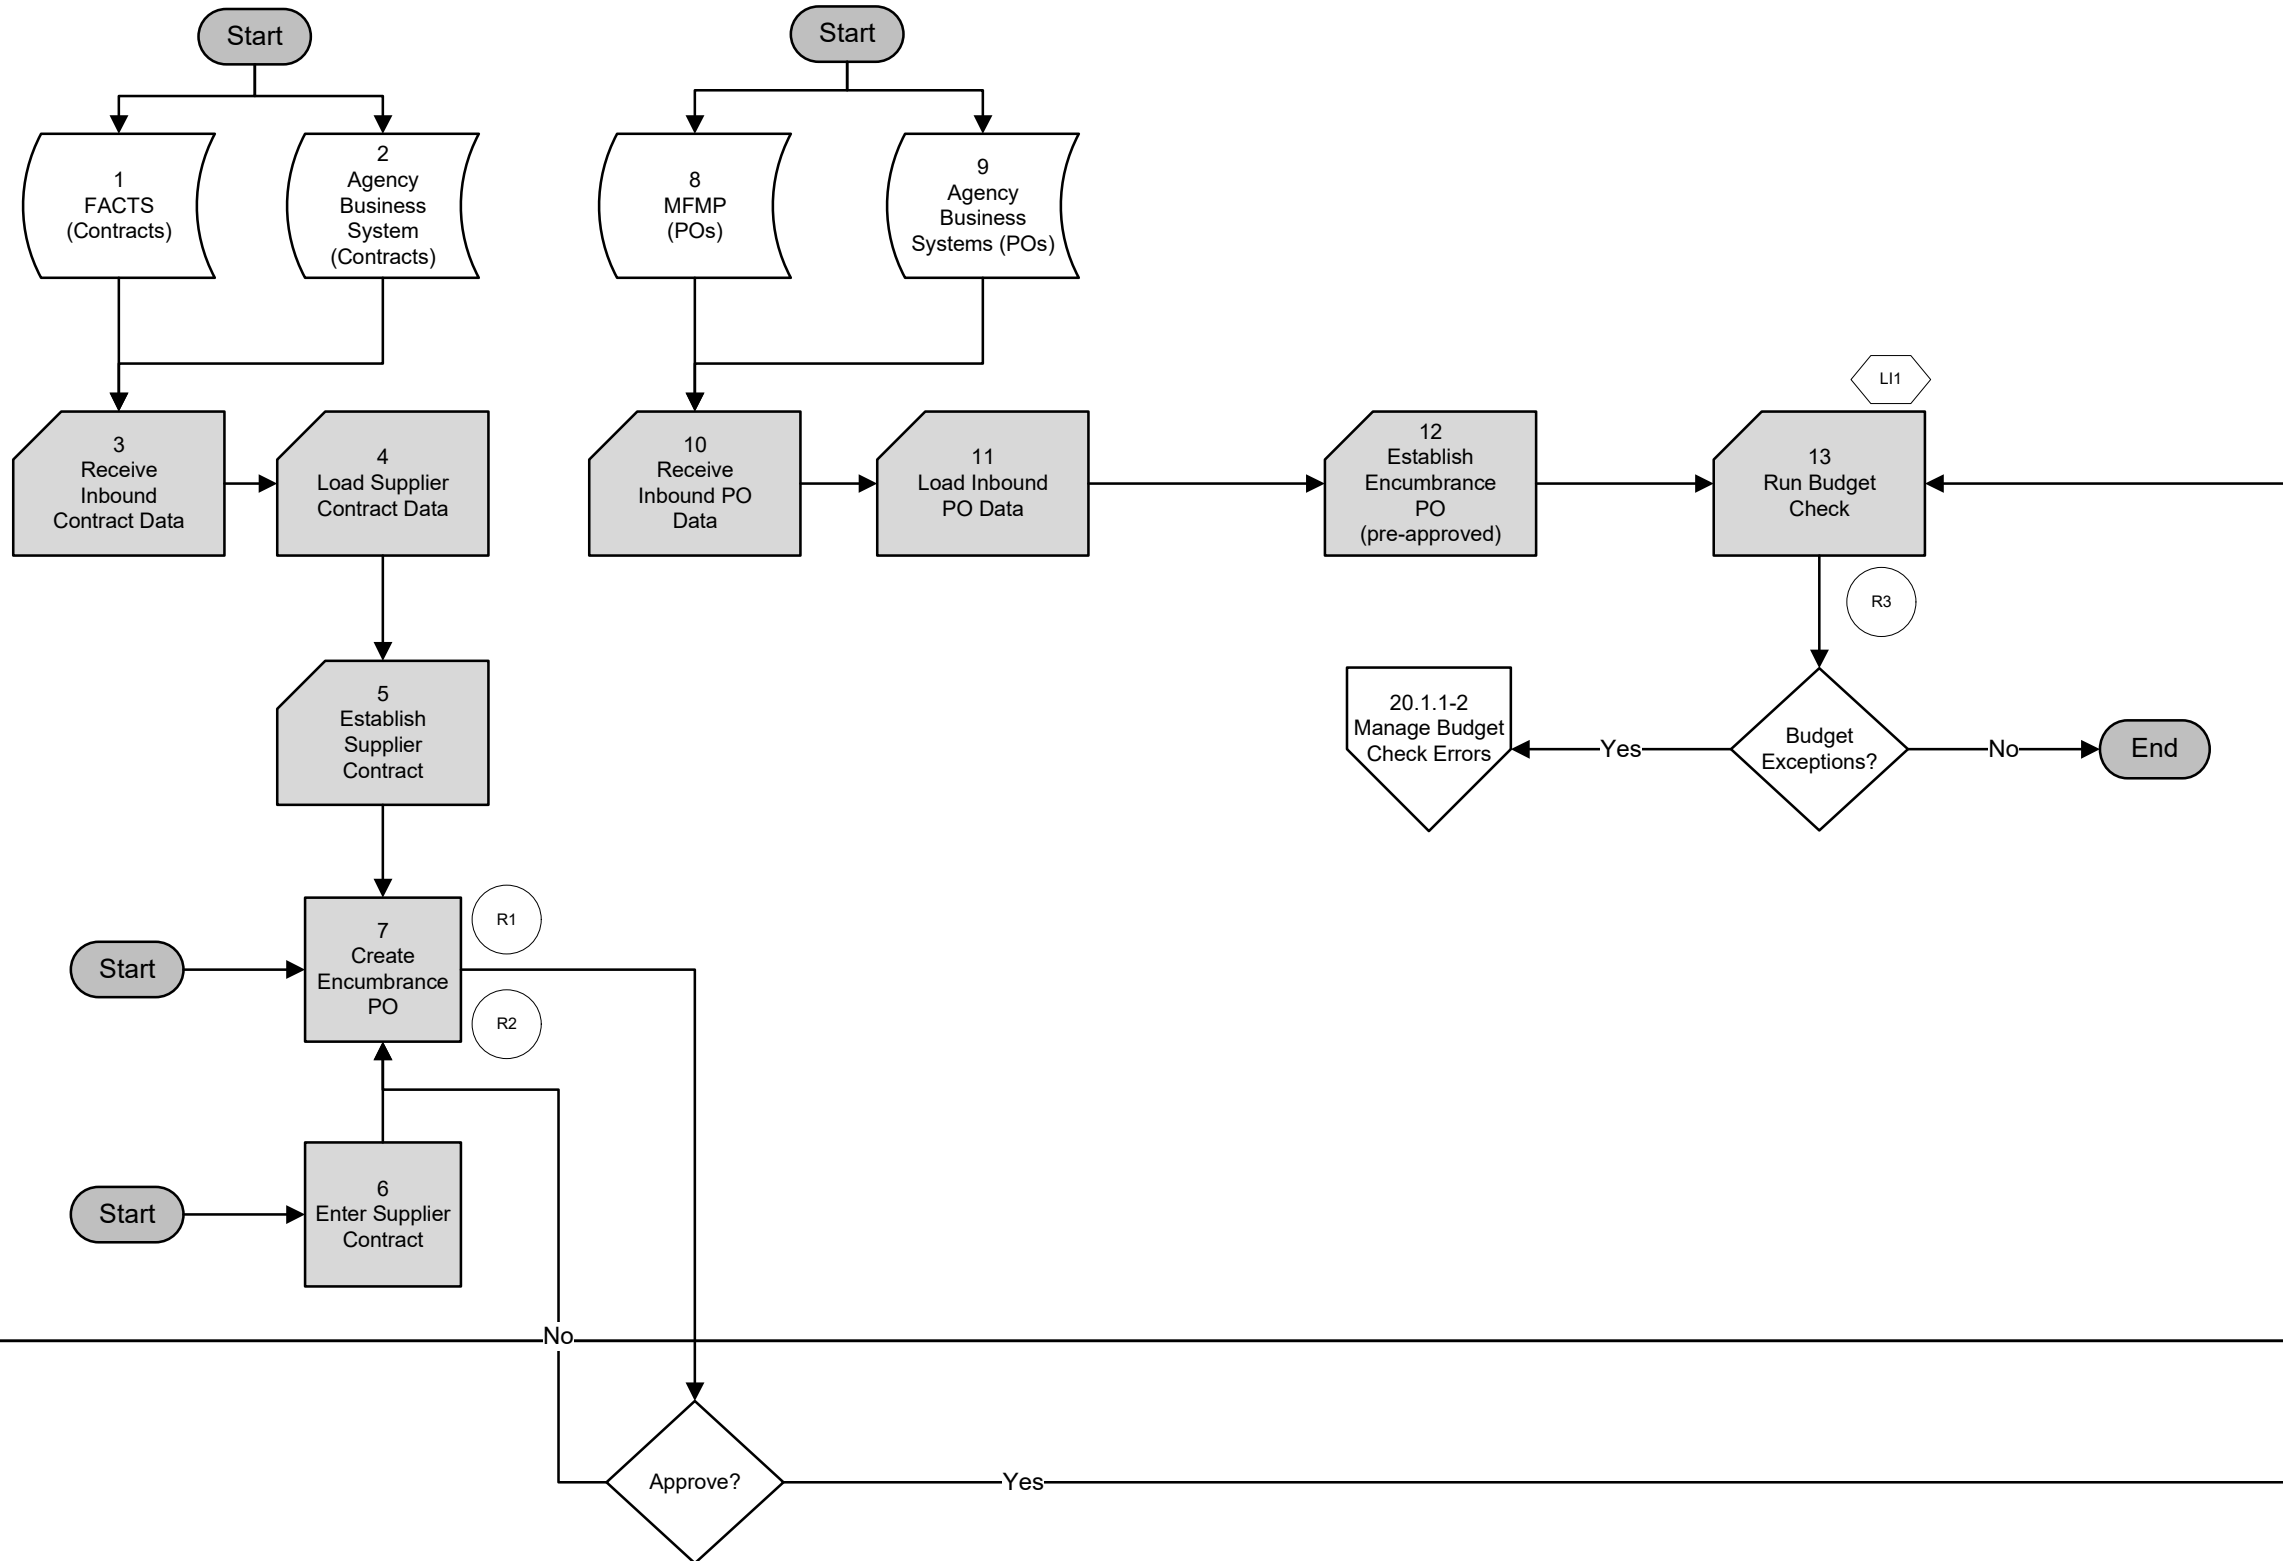 Start
Start
1
FACTS
(Contracts)
2
Agency
Business
System
(Contracts)
8
MFMP
(POs)
9
Agency
Business
Systems (POs)
LI1
3
Receive
Inbound
Contract Data
4
Load Supplier
Contract Data
10
Receive
Inbound PO
Data
11
Load Inbound
PO Data
12
Establish
Encumbrance
PO
(pre-approved)
13
Run Budget
Check
R3
5
Establish
Supplier
Contract
20.1.1-2
Manage Budget
Check Errors
Yes
Budget
Exceptions?
No
End
Start
7
Create
Encumbrance
PO
R1
R2
Start
6
Enter Supplier
Contract
No
Approve?
Yes